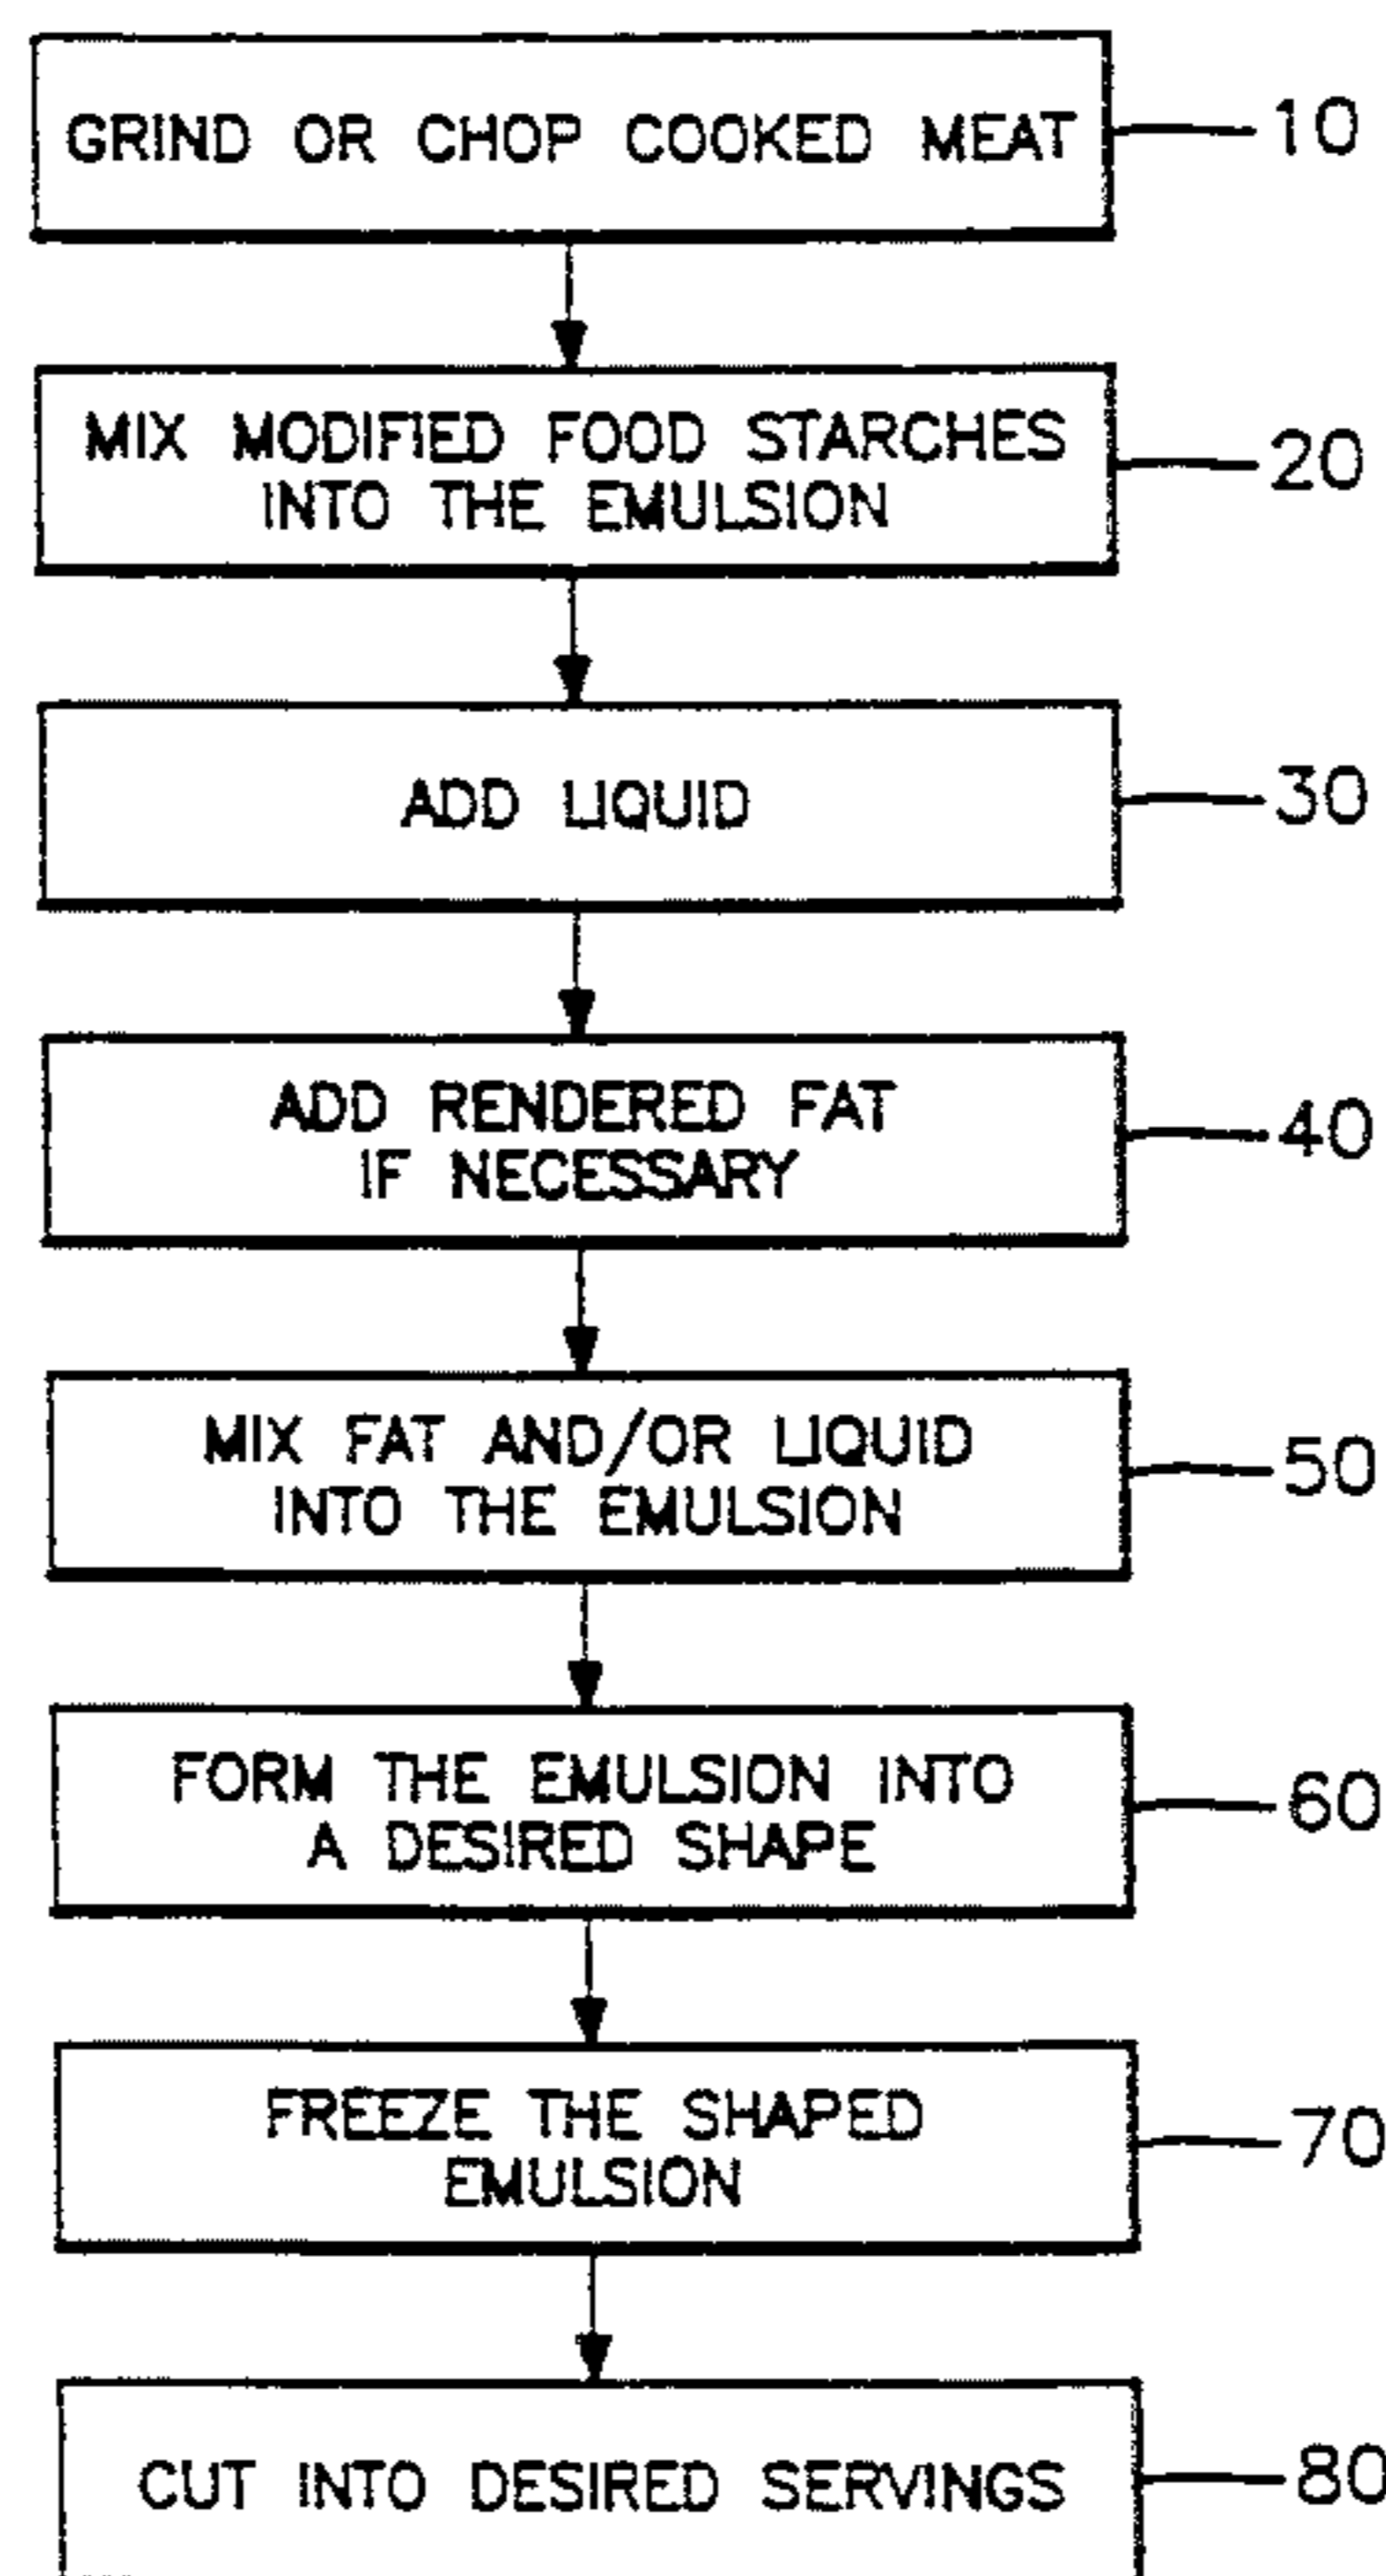 GRIND OR CHOP COOKED MEAT
10
MIX MODIFIED FOOD STARCHES
INTO THE EMULSION
20
ADD LIQUID
30
ADD RENDERED FAT
IF NECESSARY
40
MIX FAT AND/OR LIQUID
INTO THE EMULSION
50
FORM THE EMULSION INTO
A DESIRED SHAPE
60
FREEZE THE SHAPED
EMULSION
70
CUT INTO DESIRED SERVINGS
80